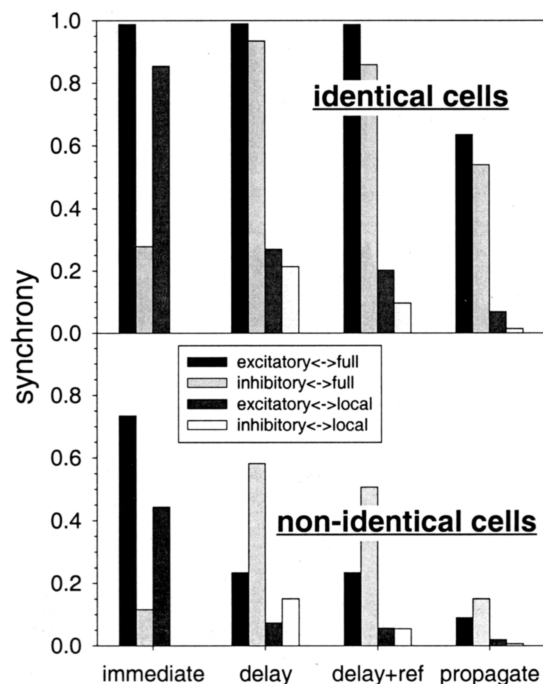 1.0
0.8
0.6
0.4
0.2
0.0
identical cells
synchrony
excitatory<->full
inhibitory<->full
excitatory<->local
inhibitory<->local
0.8
0.6
0.4
0.2
0.0
non-identical cells
immediate delay delay+ref propagate